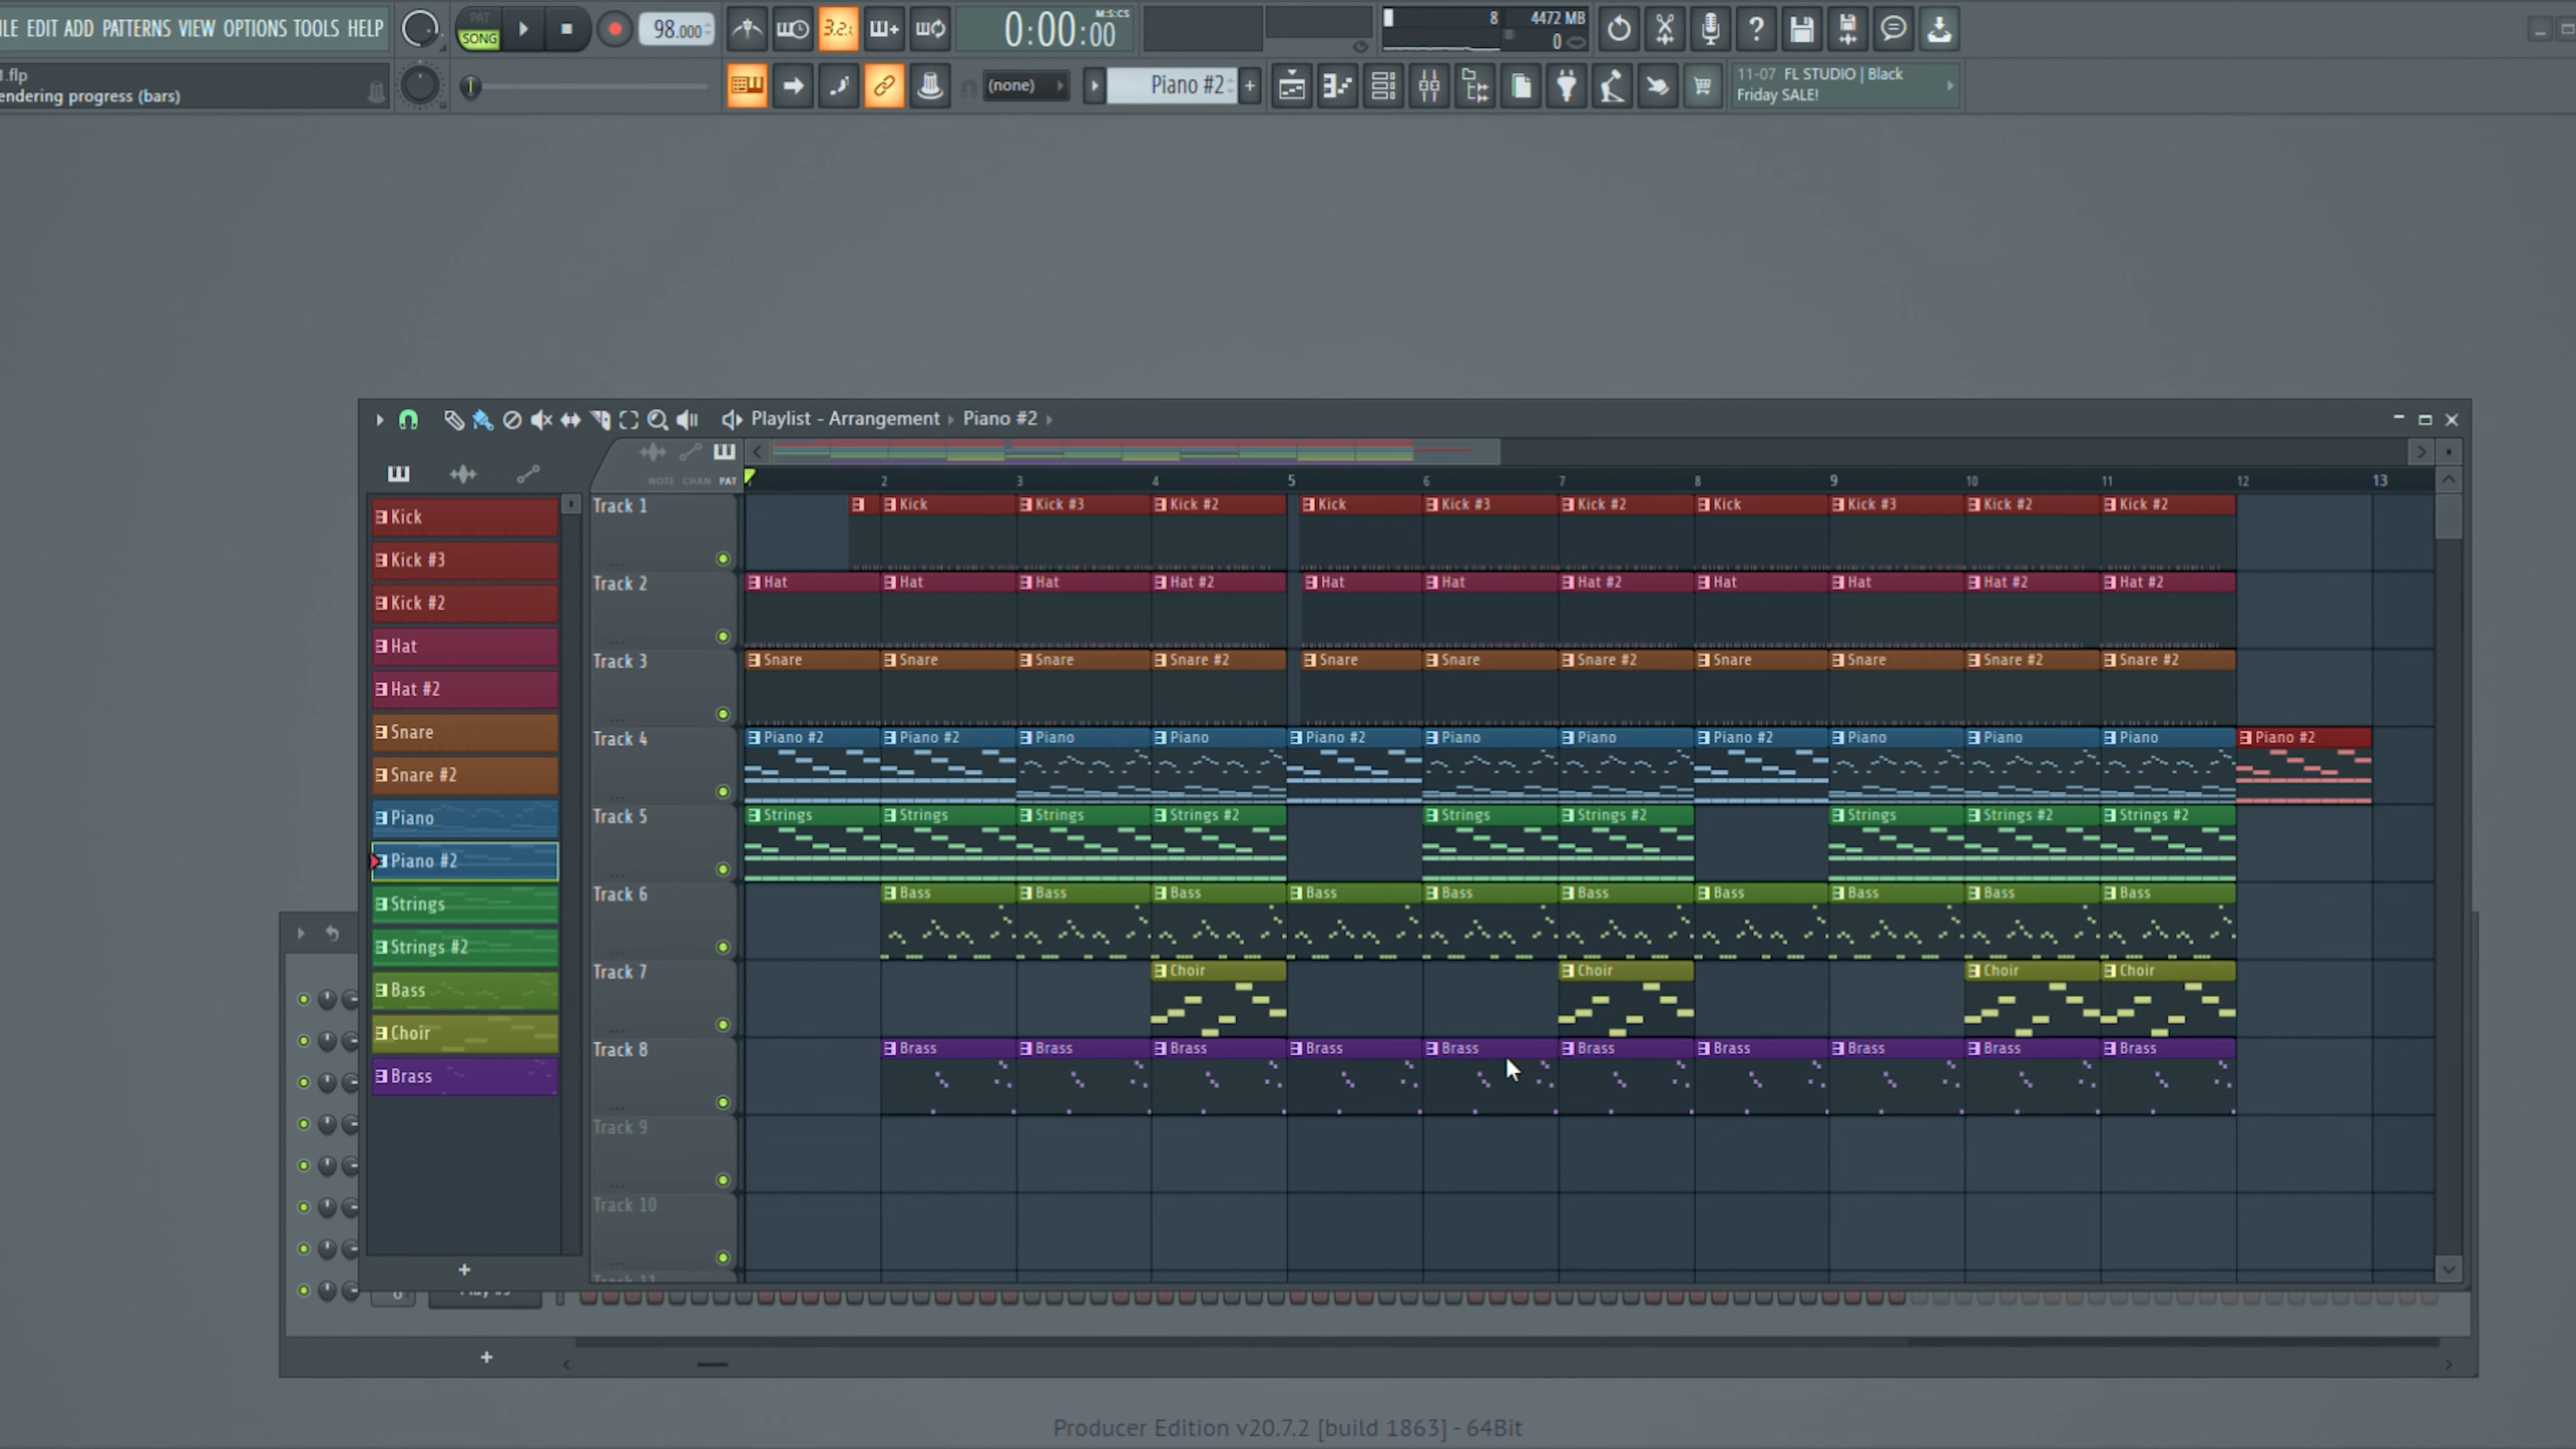 ILE EDIT ADD PATTERNS VIEW OPTIONS TOOLS HELP
PAT
SONG
98.000
3.2.
0:00:00
M:S:CS
8
4472 MB
0
.flp
endering progress (bars)
(none)
Piano #2
+
11-07 FL STUDIO | Black
Friday SALE!
Playlist - Arrangement › Piano #2 ›
NOTE CHAN PAT
2 3 4 5 6 7 8 9 10 11 12 13
Kick
Kick #3
Kick #2
Hat
Hat #2
Snare
Snare #2
Piano
Piano #2
Strings
Strings #2
Bass
Choir
Brass
+
Track 1
Kick Kick #3 Kick #2 Kick Kick #3 Kick #2 Kick Kick #3 Kick #2 Kick #2
Track 2
Hat Hat Hat Hat #2 Hat Hat Hat #2 Hat Hat Hat #2 Hat #2
Track 3
Snare Snare Snare Snare #2 Snare Snare Snare #2 Snare Snare Snare #2 Snare #2
Track 4
Piano #2 Piano #2 Piano Piano Piano #2 Piano Piano Piano #2 Piano Piano Piano Piano #2
Track 5
Strings Strings Strings Strings #2 Strings Strings #2 Strings Strings #2 Strings #2
Track 6
Bass Bass Bass Bass Bass Bass Bass Bass Bass Bass
Track 7
Choir Choir Choir Choir
Track 8
Brass Brass Brass Brass Brass Brass Brass Brass Brass Brass
Track 9
Track 10
+
Producer Edition v20.7.2 [build 1863] - 64Bit